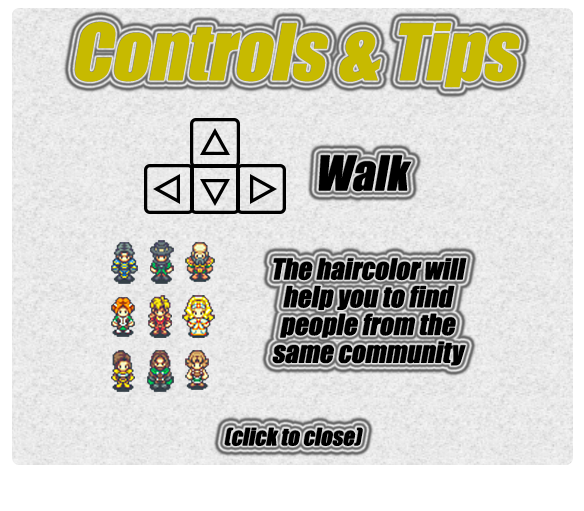 Controls & Tips
Walk
The haircolor will
help you to find
people from the
same community
(click to close)